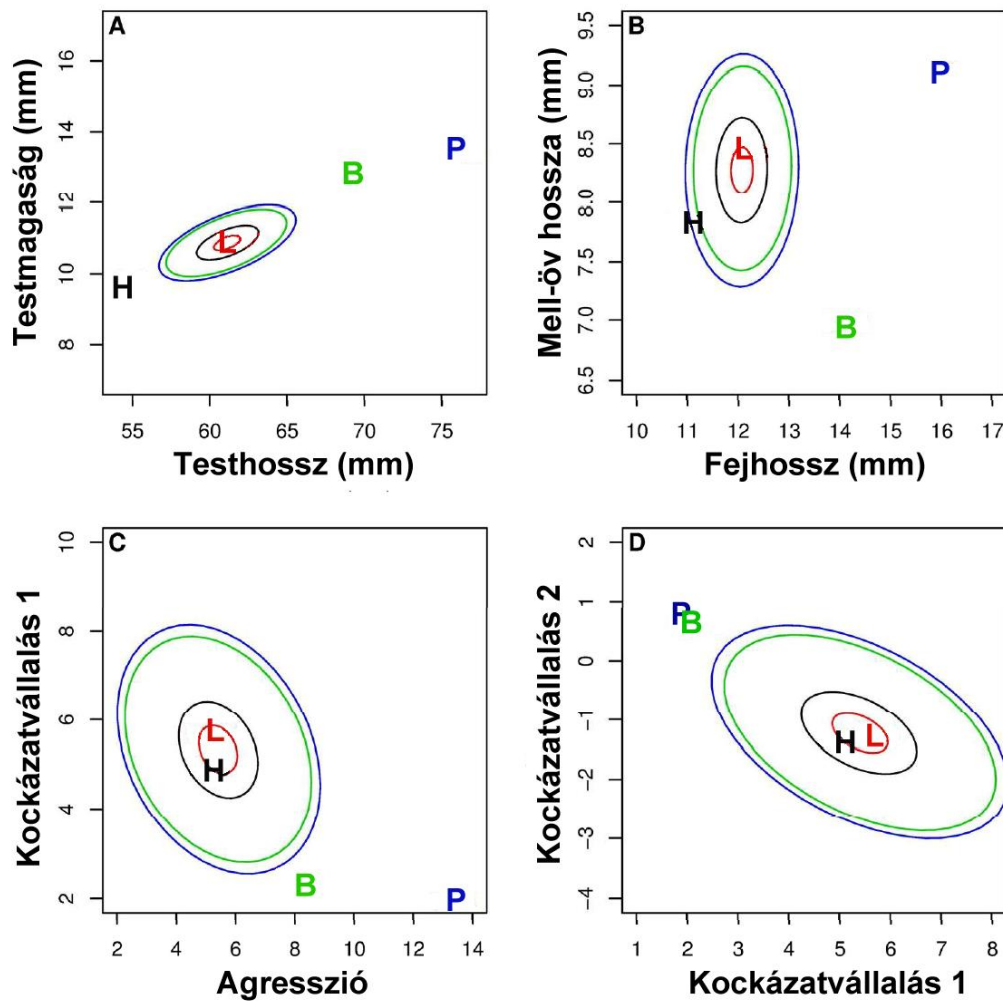 A
Testmagaság (mm)
16
14
12
10
8
B
P
L
H
55 60 65 70 75
Testhossz (mm)
B
Mell-öv hossza (mm)
9.5
9.0
8.5
8.0
7.5
7.0
6.5
P
L
H
B
10 11 12 13 14 15 16 17
Fejhossz (mm)
C
Kockázatvállalás 1
10
8
6
4
2
L
H
B
P
2 4 6 8 10 12 14
Agresszió
D
Kockázatvállalás 2
2
1
0
-1
-2
-3
-4
P
B
H
L
1 2 3 4 5 6 7 8
Kockázatvállalás 1